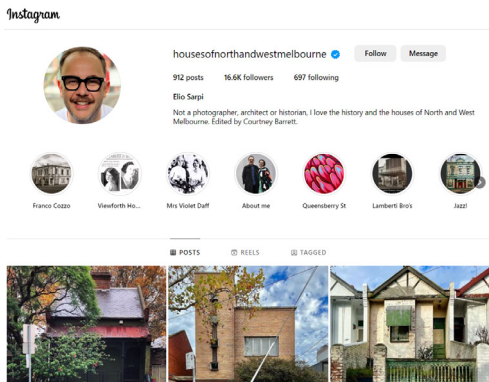 Instagram
housesofnorthandwestmelbourne Follow Message
912 posts 16.6K followers 697 following
Elio Sarpi
Not a photographer, architect or historian, I love the history and the houses of North and West
Melbourne. Edited by Courtney Barrett.
Franco Cozzo Viewforth Ho... Mrs Violet Daff About me Queensberry St Lamberti Bro's Jazz!
POSTS REELS TAGGED